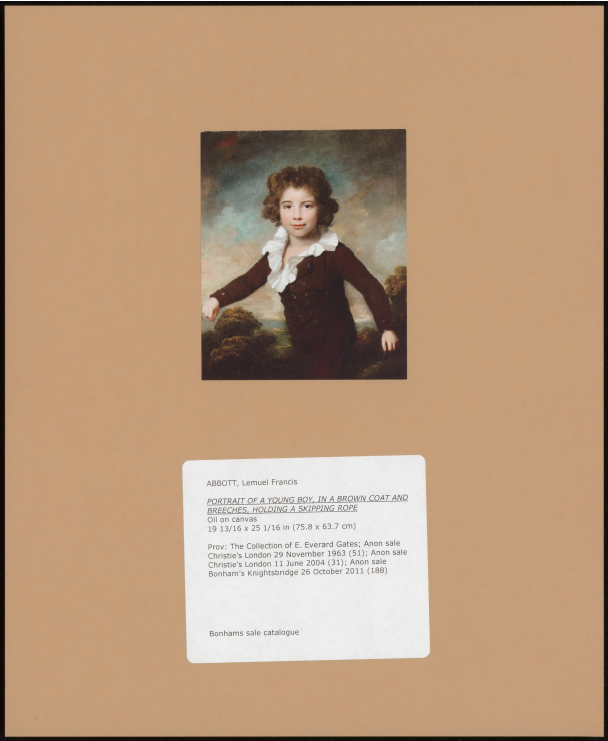 ABBOTT, Lemuel Francis
PORTRAIT OF A YOUNG BOY, IN A BROWN COAT AND
BREECHES, HOLDING A SKIPPING ROPE
Oil on canvas
19 13/16 x 25 1/16 in (75.8 x 63.7 cm)
Prov: The Collection of E. Everard Gates; Anon sale
Christie's London 29 November 1963 (51); Anon sale
Christie's London 11 June 2004 (31); Anon sale
Bonham's Knightsbridge 26 October 2011 (188)
Bonhams sale catalogue